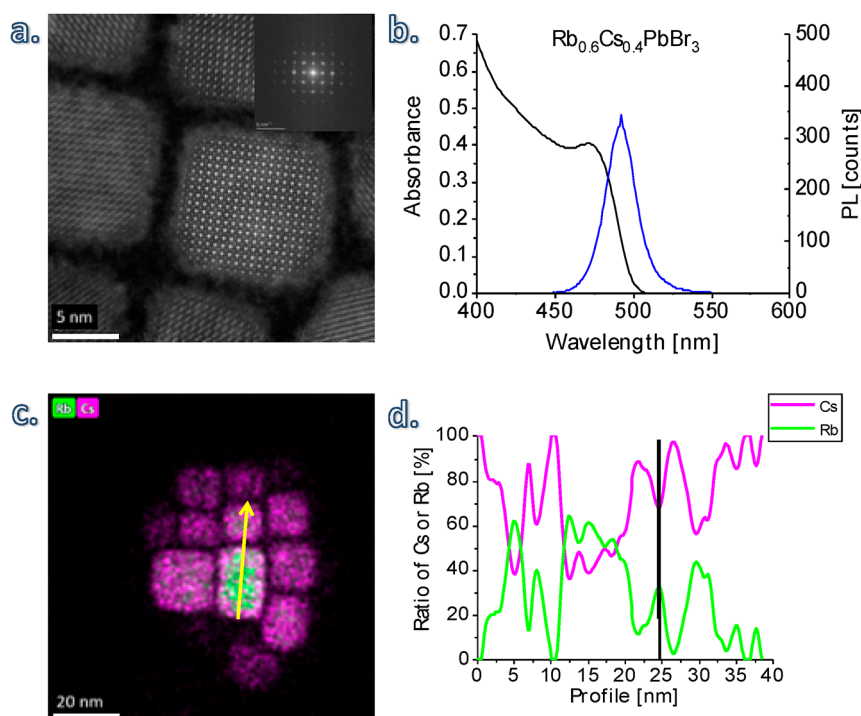 a.
5 nm
b.
Rb0.6Cs0.4PbBr3
0.7
0.6
0.5
0.4
0.3
0.2
0.1
0.0
Absorbance
500
400
300
200
100
0
PL [counts]
400 450 500 550 600
Wavelength [nm]
c.
Rb Cs
20 nm
d.
Cs
Rb
100
80
60
40
20
0
Ratio of Cs or Rb [%]
0 5 10 15 20 25 30 35 40
Profile [nm]